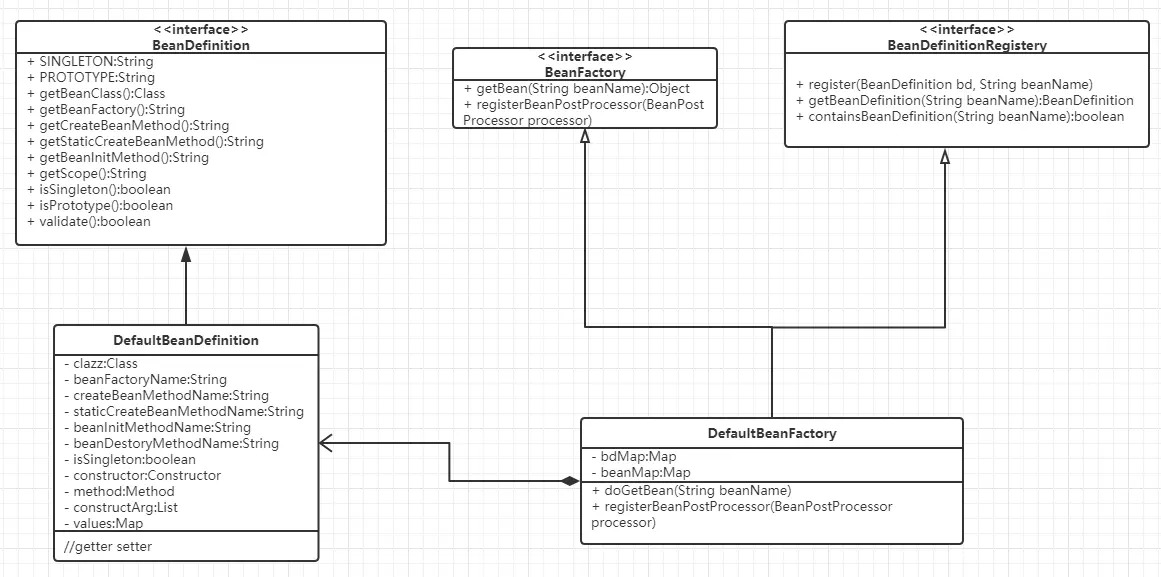 <<interface>>
BeanDefinition
+ SINGLETON:String
+ PROTOTYPE:String
+ getBeanClass():Class
+ getBeanFactory():String
+ getCreateBeanMethod():String
+ getStaticCreateBeanMethod():String
+ getBeanInitMethod():String
+ getScope():String
+ isSingleton():boolean
+ isPrototype():boolean
+ validate():boolean
<<interface>>
BeanFactory
+ getBean(String beanName):Object
+ registerBeanPostProcessor(BeanPost
Processor processor)
<<interface>>
BeanDefinitionRegistery
+ register(BeanDefinition bd, String beanName)
+ getBeanDefinition(String beanName):BeanDefinition
+ containsBeanDefinition(String beanName):boolean
DefaultBeanDefinition
- clazz:Class
- beanFactoryName:String
- createBeanMethodName:String
- staticCreateBeanMethodName:String
- beanInitMethodName:String
- beanDestoryMethodName:String
- isSingleton:boolean
- constructor:Constructor
- method:Method
- constructArg:List
- values:Map
//getter setter
DefaultBeanFactory
- bdMap:Map
- beanMap:Map
+ doGetBean(String beanName)
+ registerBeanPostProcessor(BeanPostProcessor
processor)